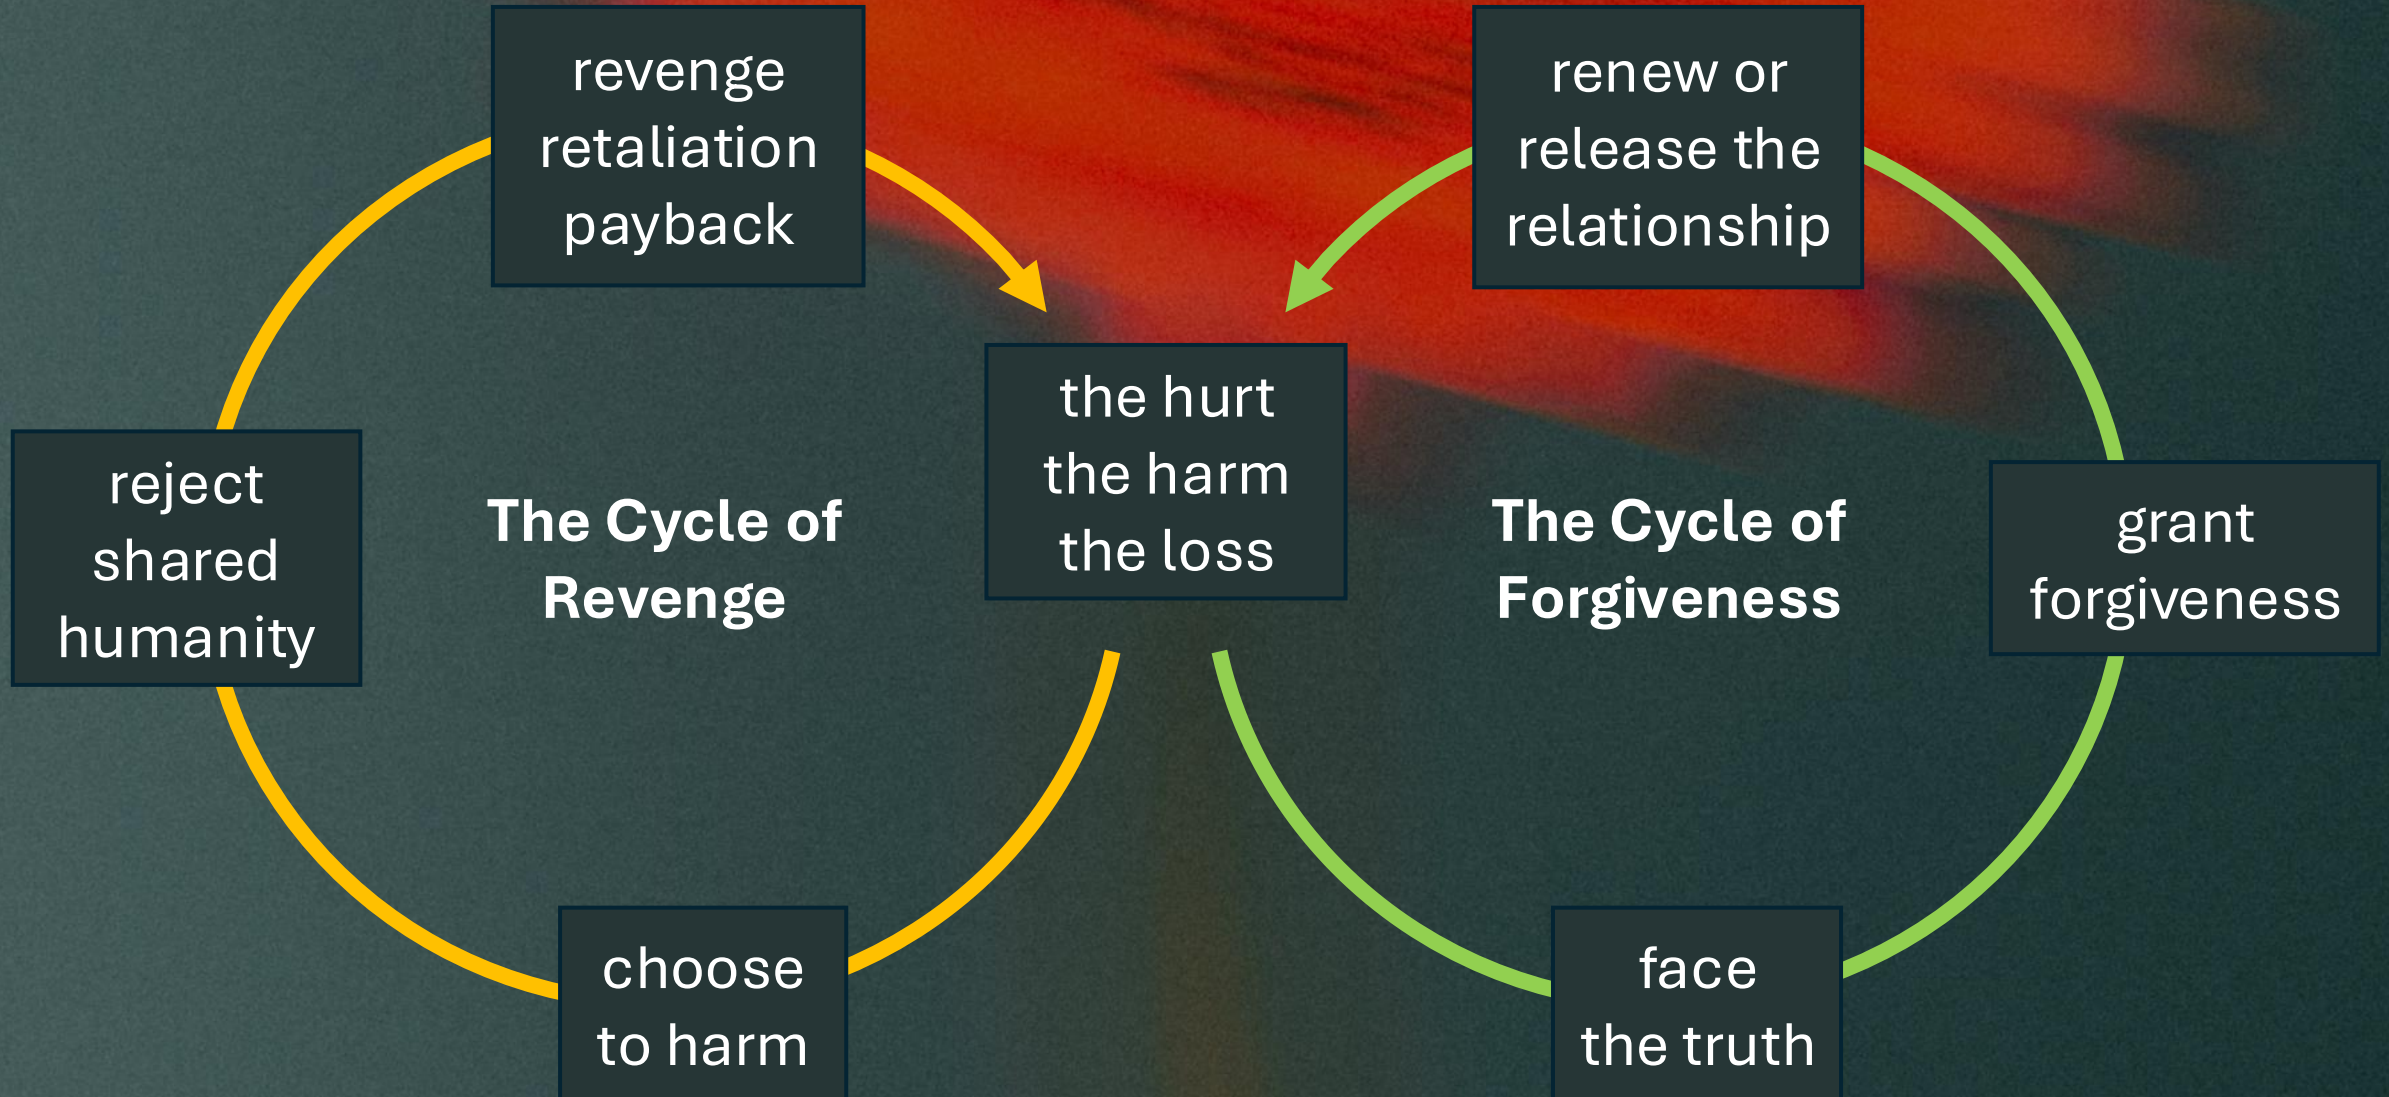 revenge
retaliation
payback
renew or
release the
relationship
the hurt
the harm
the loss
reject
shared
humanity
The Cycle of
Revenge
The Cycle of
Forgiveness
grant
forgiveness
choose
to harm
face
the truth